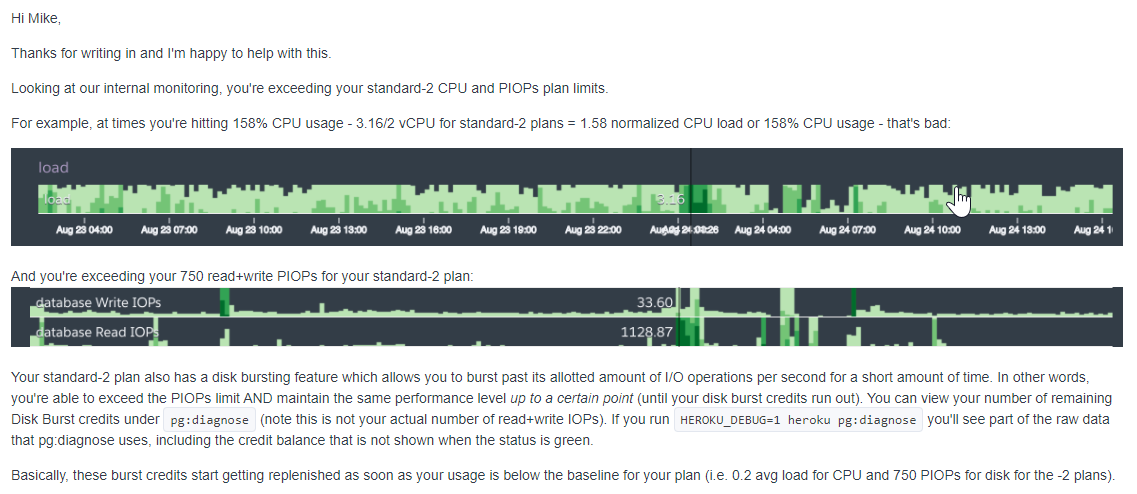 Hi Mike,
Thanks for writing in and I'm happy to help with this.
Looking at our internal monitoring, you're exceeding your standard-2 CPU and PIOPs plan limits.
For example, at times you're hitting 158% CPU usage - 3.16/2 vCPU for standard-2 plans = 1.58 normalized CPU load or 158% CPU usage - that's bad:
load
load 3.16
Aug 23 04:00 Aug 23 07:00 Aug 23 10:00 Aug 23 13:00 Aug 23 16:00 Aug 23 19:00 Aug 23 22:00 Aug 24 04:00 Aug 24 07:00 Aug 24 10:00 Aug 24 13:00 Aug 24
And you're exceeding your 750 read+write PIOPs for your standard-2 plan:
database Write IOPs 33.60
database Read IOPs 1128.87
Your standard-2 plan also has a disk bursting feature which allows you to burst past its allotted amount of I/O operations per second for a short amount of time. In other words,
you're able to exceed the PIOPs limit AND maintain the same performance level up to a certain point (until your disk burst credits run out). You can view your number of remaining
Disk Burst credits under pg:diagnose (note this is not your actual number of read+write IOPs). If you run HEROKU_DEBUG=1 heroku pg:diagnose you'll see part of the raw data
that pg:diagnose uses, including the credit balance that is not shown when the status is green.
Basically, these burst credits start getting replenished as soon as your usage is below the baseline for your plan (i.e. 0.2 avg load for CPU and 750 PIOPs for disk for the -2 plans).